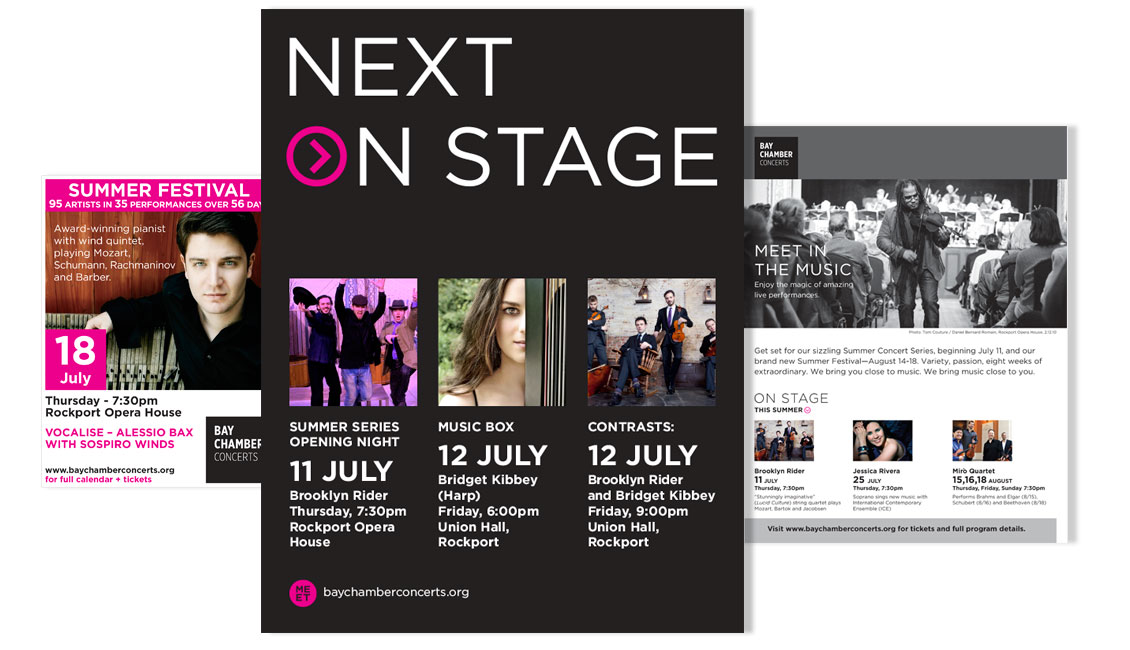 SUMMER FESTIVAL
95 ARTISTS IN 35 PERFORMANCES OVER 56 DAY
Award-winning pianist
with wind quintet,
playing Mozart,
Schumann, Rachmaninov
and Barber.
18
July
Thursday - 7:30pm
Rockport Opera House
VOCALISE – ALESSIO BAX
WITH SOSPIRO WINDS
www.baychamberconcerts.org
for full calendar + tickets
BAY
CHAMBER
CONCERTS
NEXT
ON STAGE
SUMMER SERIES
OPENING NIGHT
11 JULY
Brooklyn Rider
Thursday, 7:30pm
Rockport Opera
House
MUSIC BOX
12 JULY
Bridget Kibbey
(Harp)
Friday, 6:00pm
Union Hall,
Rockport
CONTRASTS:
12 JULY
Brooklyn Rider
and Bridget Kibbey
Friday, 9:00pm
Union Hall,
Rockport
ME
ET
baychamberconcerts.org
BAY
CHAMBER
CONCERTS
MEET IN
THE MUSIC
Enjoy the magic of amazing
live performances.
Photo: Tom Couture / Daniel Bernard-Romain, Rockport Opera House, 2.12.10
Get set for our sizzling Summer Concert Series, beginning July 11, and our
brand new Summer Festival—August 14-18. Variety, passion, eight weeks of
extraordinary. We bring you close to music. We bring music close to you.
ON STAGE
THIS SUMMER
Brooklyn Rider
11 JULY
Thursday, 7:30pm
"Stunningly imaginative"
(Lucid Culture) string quartet plays
Mozart, Bartok and Jacobsen
Jessica Rivera
25 JULY
Thursday, 7:30pm
Soprano sings new music with
International Contemporary
Ensemble (ICE)
Mirò Quartet
15,16,18 AUGUST
Thursday, Friday, Sunday 7:30pm
Performs Brahms and Elgar (8/15),
Schubert (8/16) and Beethoven (8/18)
Visit www.baychamberconcerts.org for tickets and full program details.